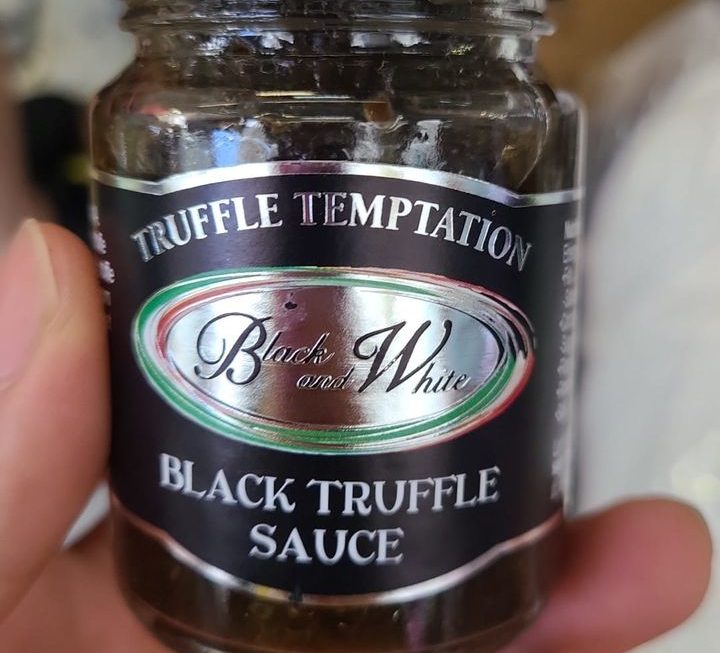 TRUFFLE TEMPTATION
Black
and White
BLACK TRUFFLE
SAUCE